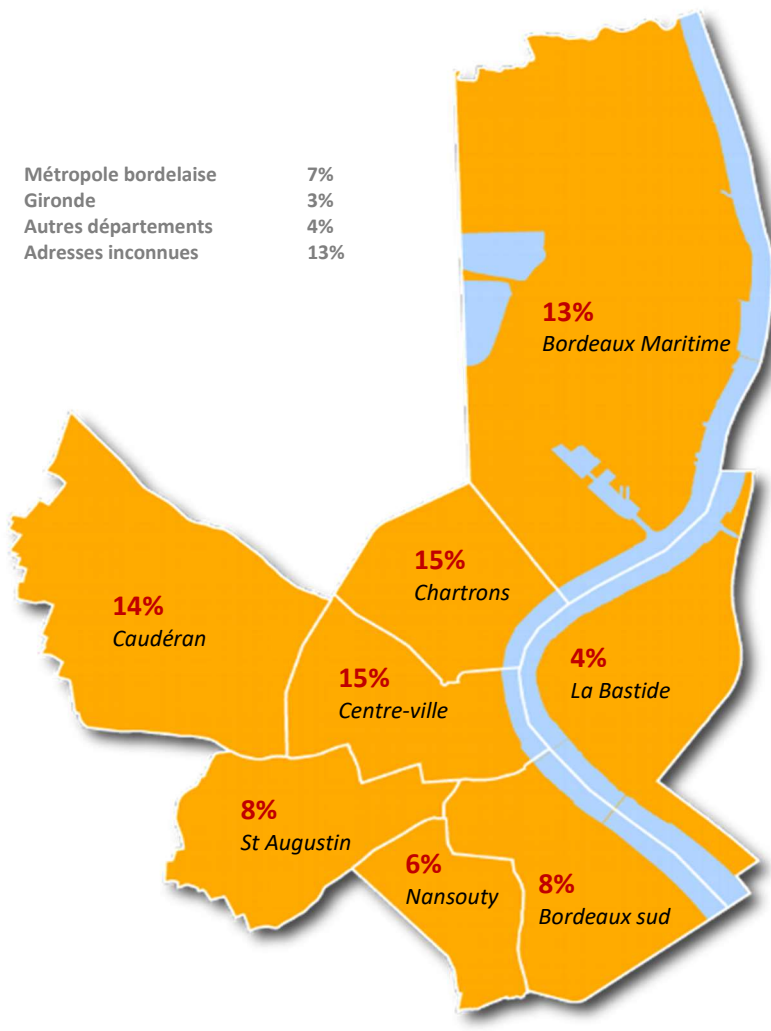 Métropole bordelaise 7%
Gironde 3%
Autres départements 4%
Adresses inconnues 13%
13%
Bordeaux Maritime
15%
Chartrons
14%
Caudéran
15%
Centre-ville
4%
La Bastide
8%
St Augustin
6%
Nansouty
8%
Bordeaux sud